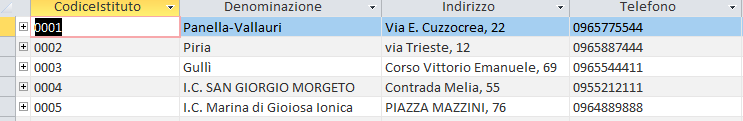 CodiceIstituto Denominazione Indirizzo Telefono
0001 Panella-Vallauri Via E. Cuzzocrea, 22 0965775544
0002 Piria via Trieste, 12 0965887444
0003 Gullì Corso Vittorio Emanuele, 69 0965544411
0004 I.C. SAN GIORGIO MORGETO Contrada Melia, 55 0955212111
0005 I.C. Marina di Gioiosa Ionica PIAZZA MAZZINI, 76 0964889888